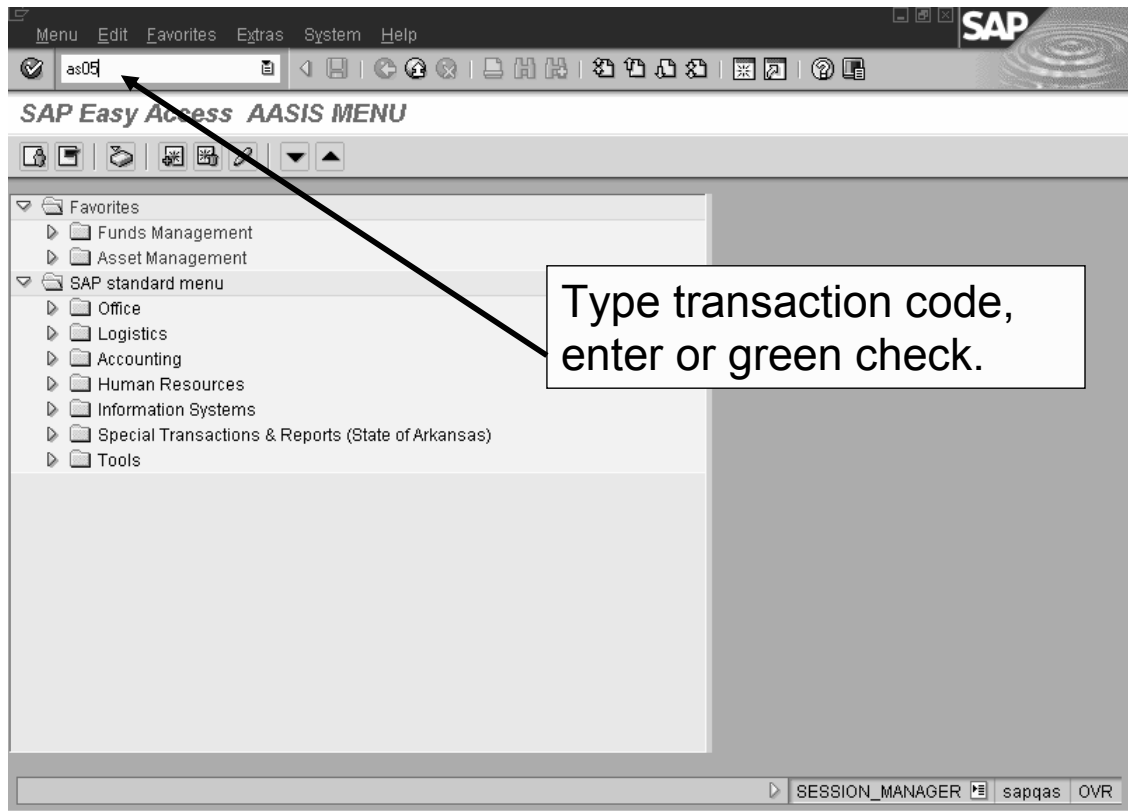 SAP
Menu Edit Favorites Extras System Help
as05
SAP Easy Access AASIS MENU
Favorites
Funds Management
Asset Management
SAP standard menu
Office
Logistics
Accounting
Human Resources
Information Systems
Special Transactions & Reports (State of Arkansas)
Tools
Type transaction code,
enter or green check.
SESSION_MANAGER sapqas OVR